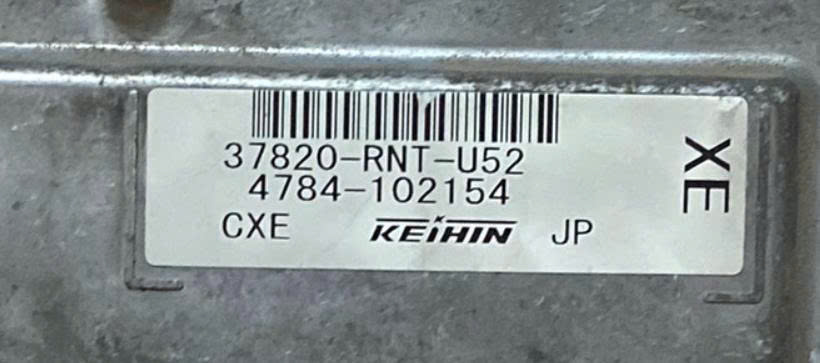 37820-RNT-U52
4784-102154
CXE KEIHIN JP
XE